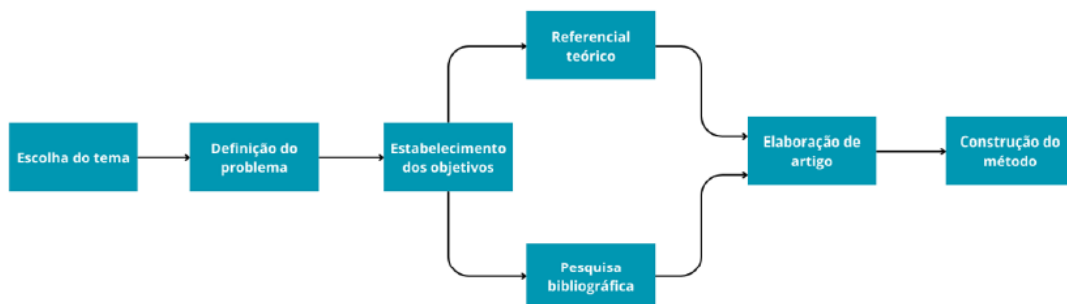 Escolha do tema
Definição do
problema
Estabelecimento
dos objetivos
Referencial
teórico
Pesquisa
bibliográfica
Elaboração de
artigo
Construção do
método